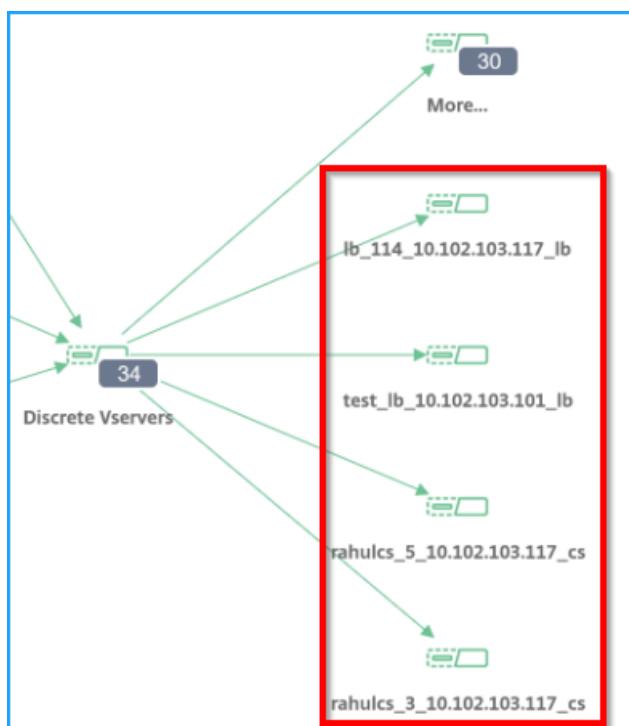 30
More...
lb_114_10.102.103.117_lb
34
Discrete Vservers
test_lb_10.102.103.101_lb
rahulcs_5_10.102.103.117_cs
rahulcs_3_10.102.103.117_cs